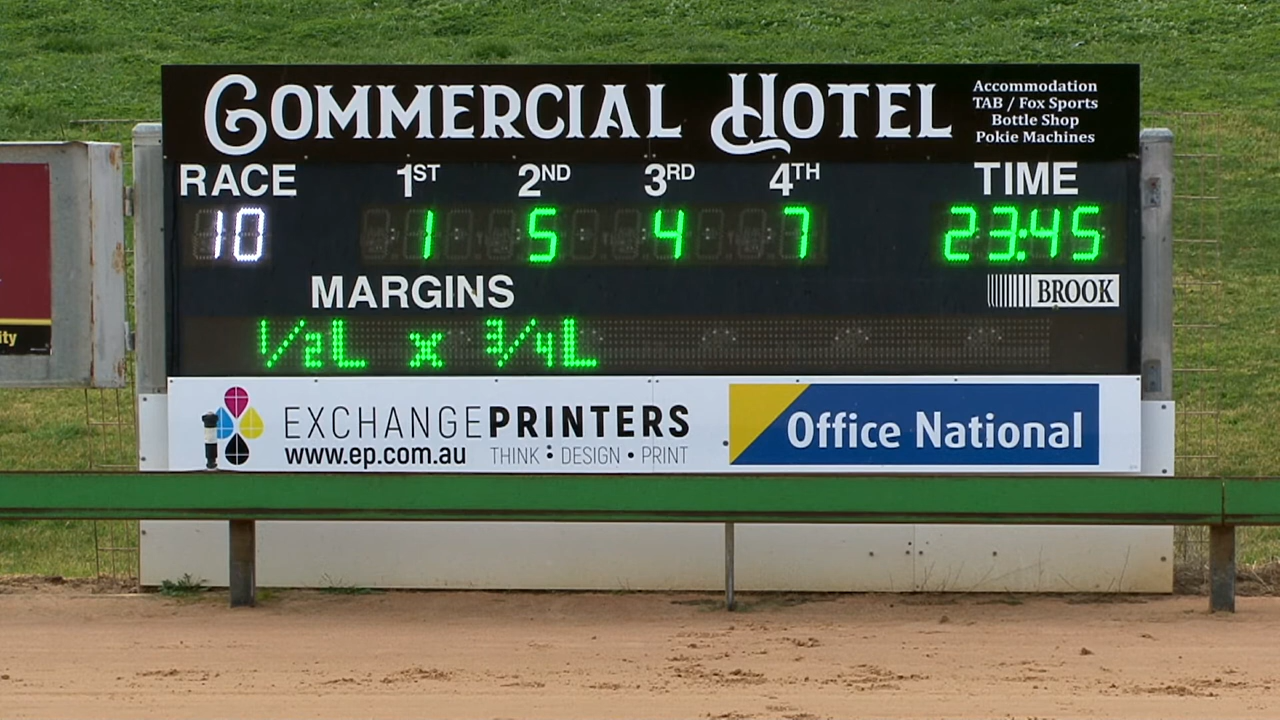 COMMERCIAL HOTEL
Accommodation
TAB / Fox Sports
Bottle Shop
Pokie Machines
RACE 1ST 2ND 3RD 4TH TIME
10 1 5 4 7 23:45
MARGINS
BROOK
1/2L x 3/4L
EXCHANGEPRINTERS
www.ep.com.au THINK • DESIGN • PRINT
Office National
ity